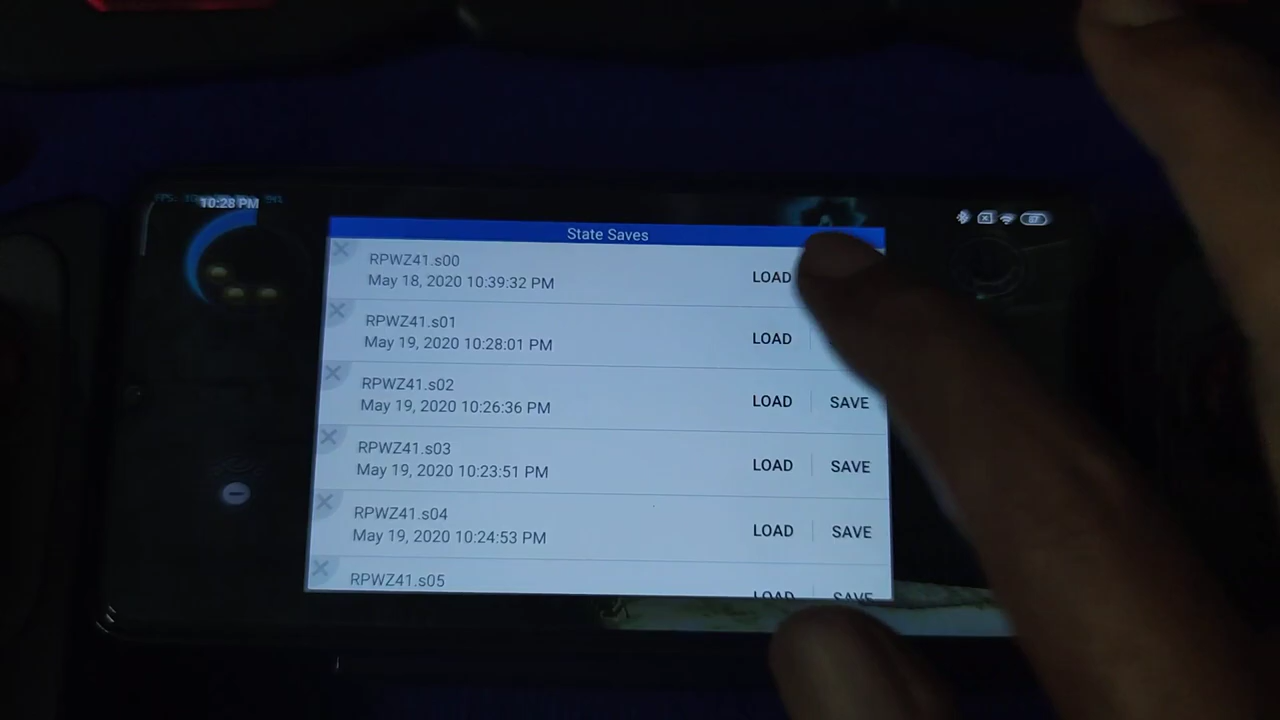 10:28 PM
87
State Saves
RPWZ41.s00
May 18, 2020 10:39:32 PM
LOAD
RPWZ41.s01
May 19, 2020 10:28:01 PM
LOAD
RPWZ41.s02
May 19, 2020 10:26:36 PM
LOAD SAVE
RPWZ41.s03
May 19, 2020 10:23:51 PM
LOAD SAVE
RPWZ41.s04
May 19, 2020 10:24:53 PM
LOAD SAVE
RPWZ41.s05
LOAD SAVE